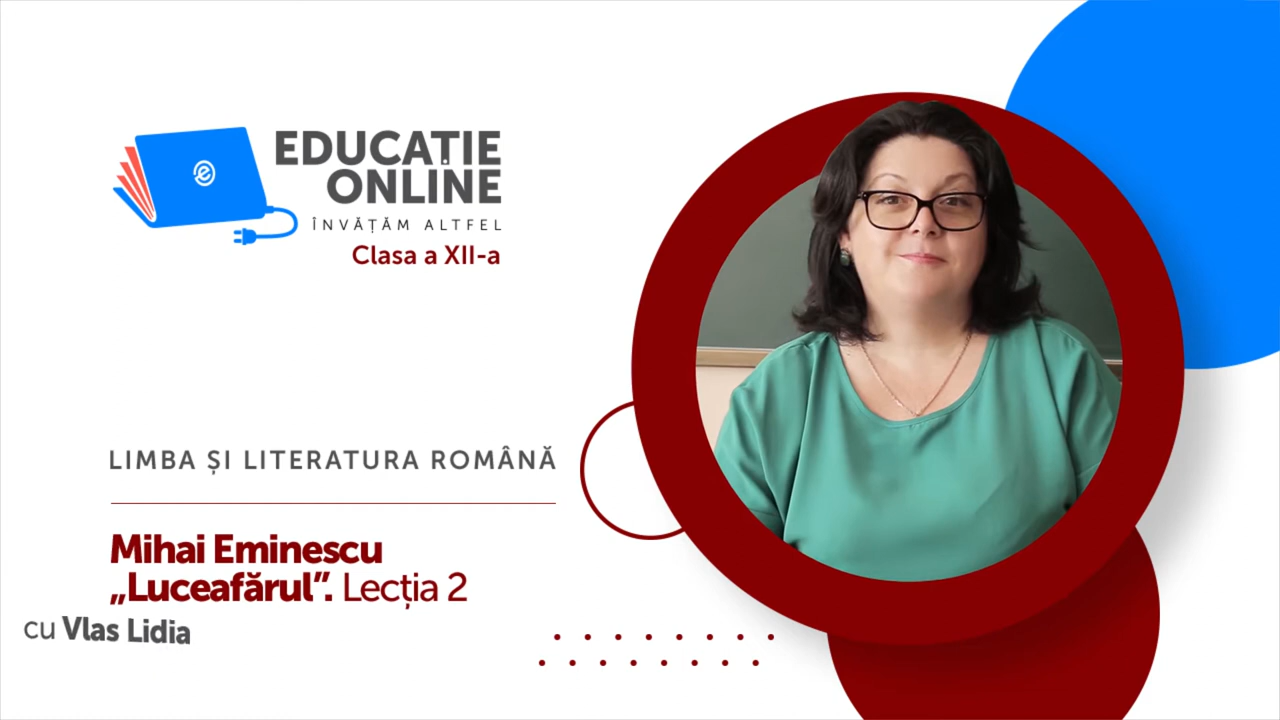 EDUCAȚIE
ONLINE
ÎNVĂȚĂM ALTFEL
Clasa a XII-a
LIMBA ȘI LITERATURA ROMÂNĂ
Mihai Eminescu
„Luceafărul”. Lecția 2
cu Vlas Lidia